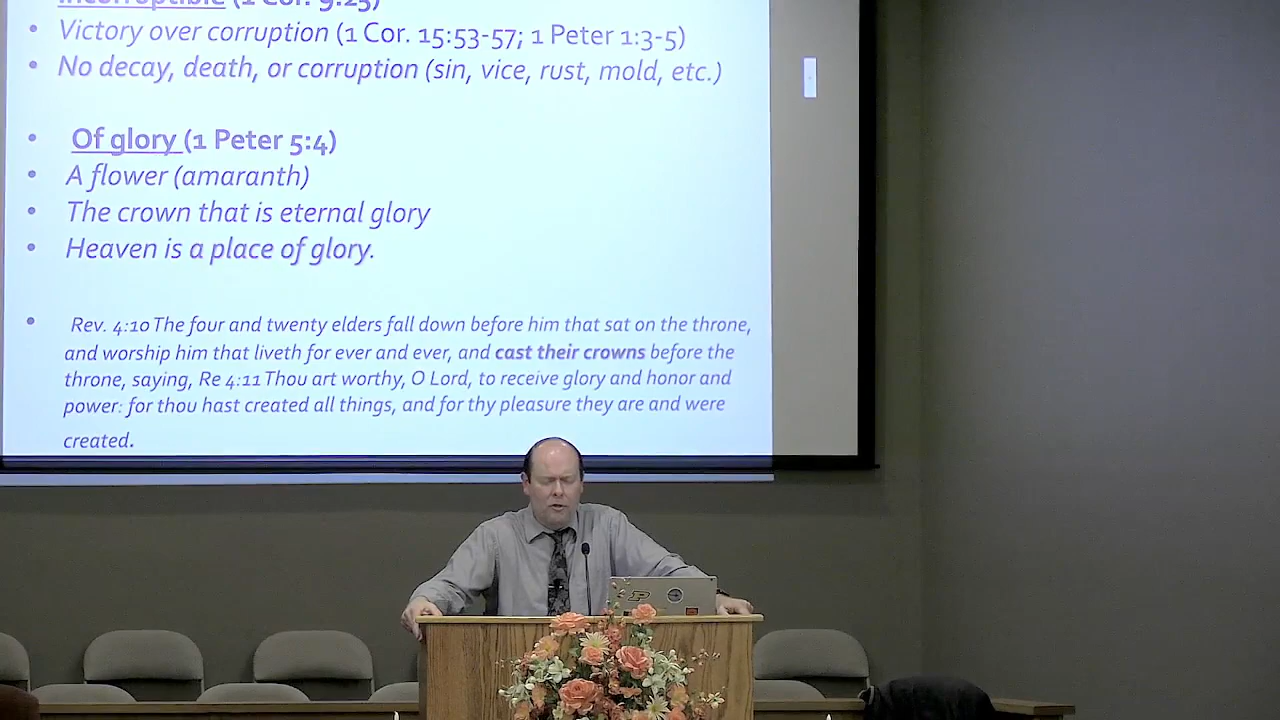 incorruptible (1 Cor. 9:25)
• Victory over corruption (1 Cor. 15:53-57; 1 Peter 1:3-5)
• No decay, death, or corruption (sin, vice, rust, mold, etc.)
• Of glory (1 Peter 5:4)
• A flower (amaranth)
• The crown that is eternal glory
• Heaven is a place of glory.
• Rev. 4:10 The four and twenty elders fall down before him that sat on the throne,
and worship him that liveth for ever and ever, and cast their crowns before the
throne, saying, Re 4:11 Thou art worthy, O Lord, to receive glory and honor and
power: for thou hast created all things, and for thy pleasure they are and were
created.
P